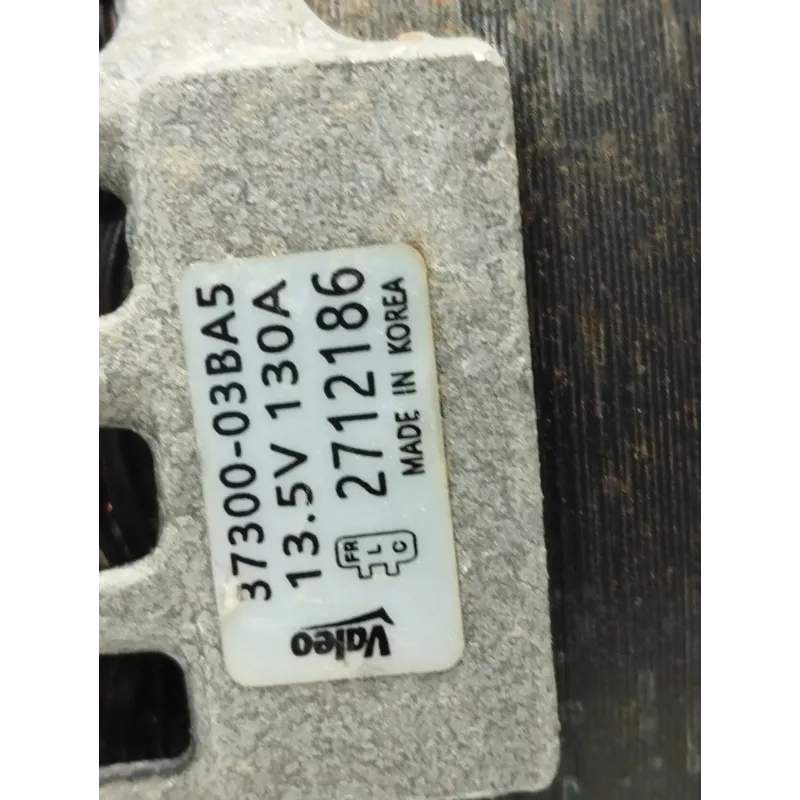 37300-03BA5
13.5V 130A
2712186
MADE IN KOREA
FR
L
C
Valeo